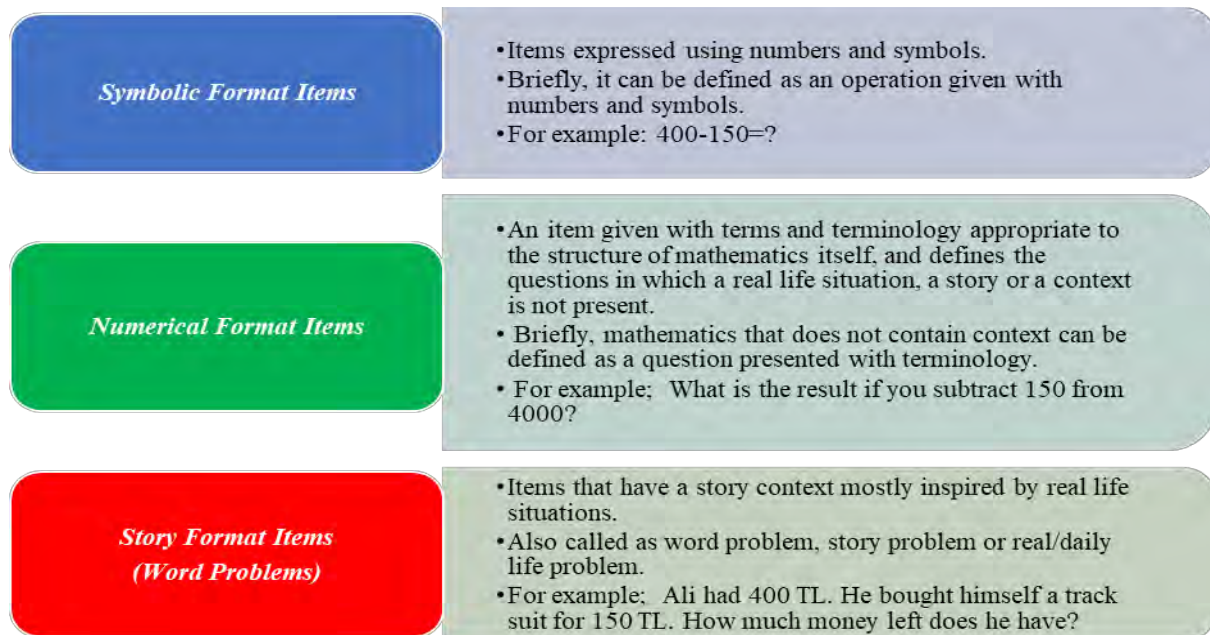 Symbolic Format Items
•Items expressed using numbers and symbols.
•Briefly, it can be defined as an operation given with
numbers and symbols.
•For example: 400-150=?
Numerical Format Items
•An item given with terms and terminology appropriate to
the structure of mathematics itself, and defines the
questions in which a real life situation, a story or a context
is not present.
• Briefly, mathematics that does not contain context can be
defined as a question presented with terminology.
• For example; What is the result if you subtract 150 from
4000?
Story Format Items
(Word Problems)
•Items that have a story context mostly inspired by real life
situations.
•Also called as word problem, story problem or real/daily
life problem.
•For example; Ali had 400 TL. He bought himself a track
suit for 150 TL. How much money left does he have?